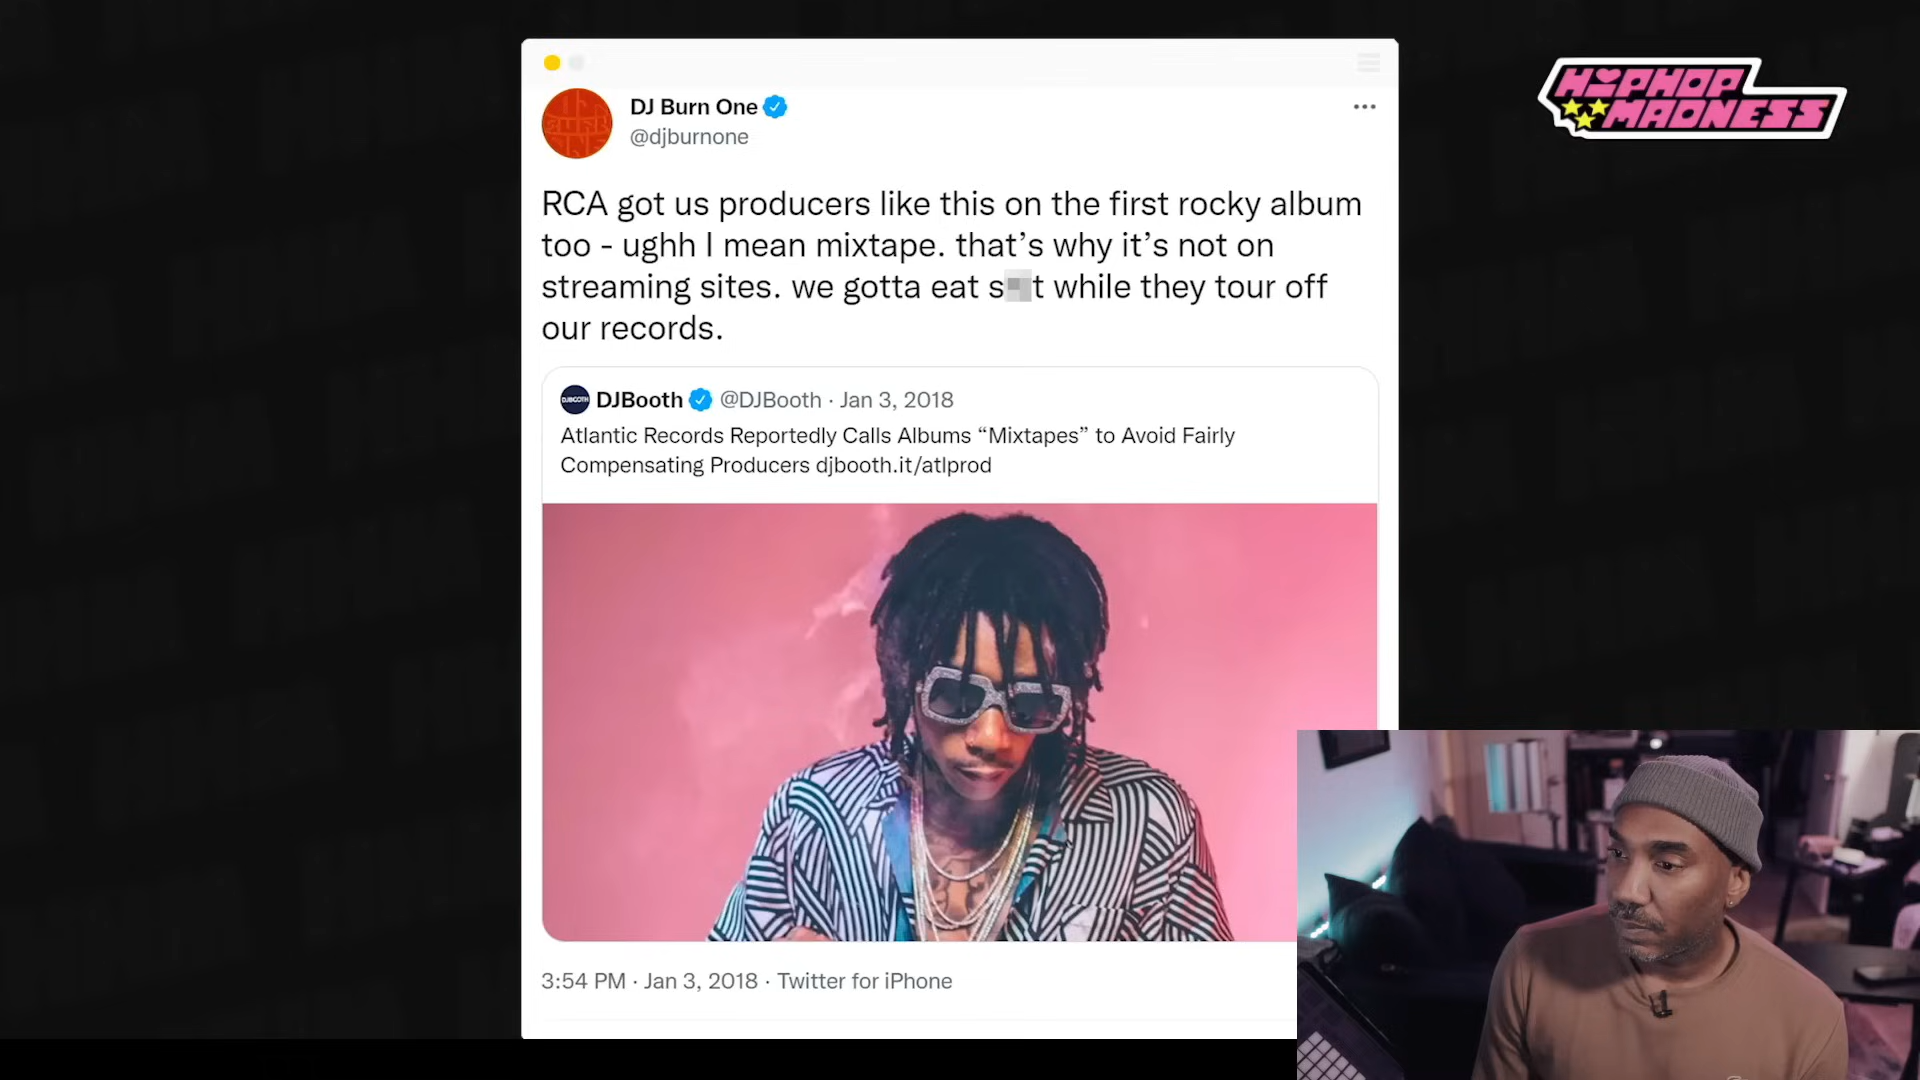 HIPHOP
MADNESS
DJ Burn One
@djburnone
RCA got us producers like this on the first rocky album
too - ughh I mean mixtape. that’s why it’s not on
streaming sites. we gotta eat s t while they tour off
our records.
DJBOOTH
DJBooth @DJBooth · Jan 3, 2018
Atlantic Records Reportedly Calls Albums “Mixtapes” to Avoid Fairly
Compensating Producers djbooth.it/atlprod
3:54 PM · Jan 3, 2018 · Twitter for iPhone